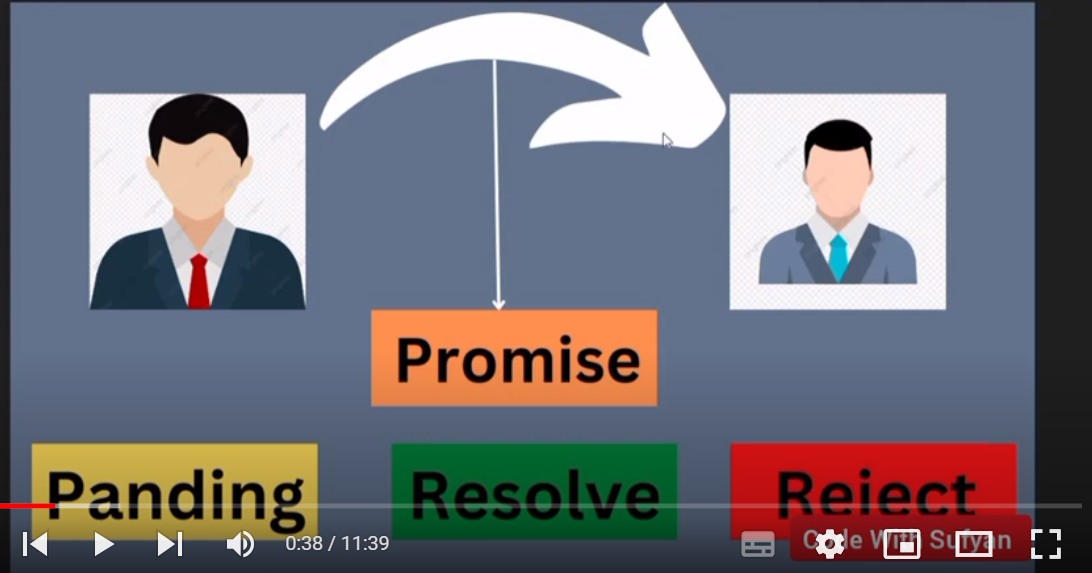 Promise
Panding
Resolve
Reject
0:38 / 11:39
Code With Sufyan